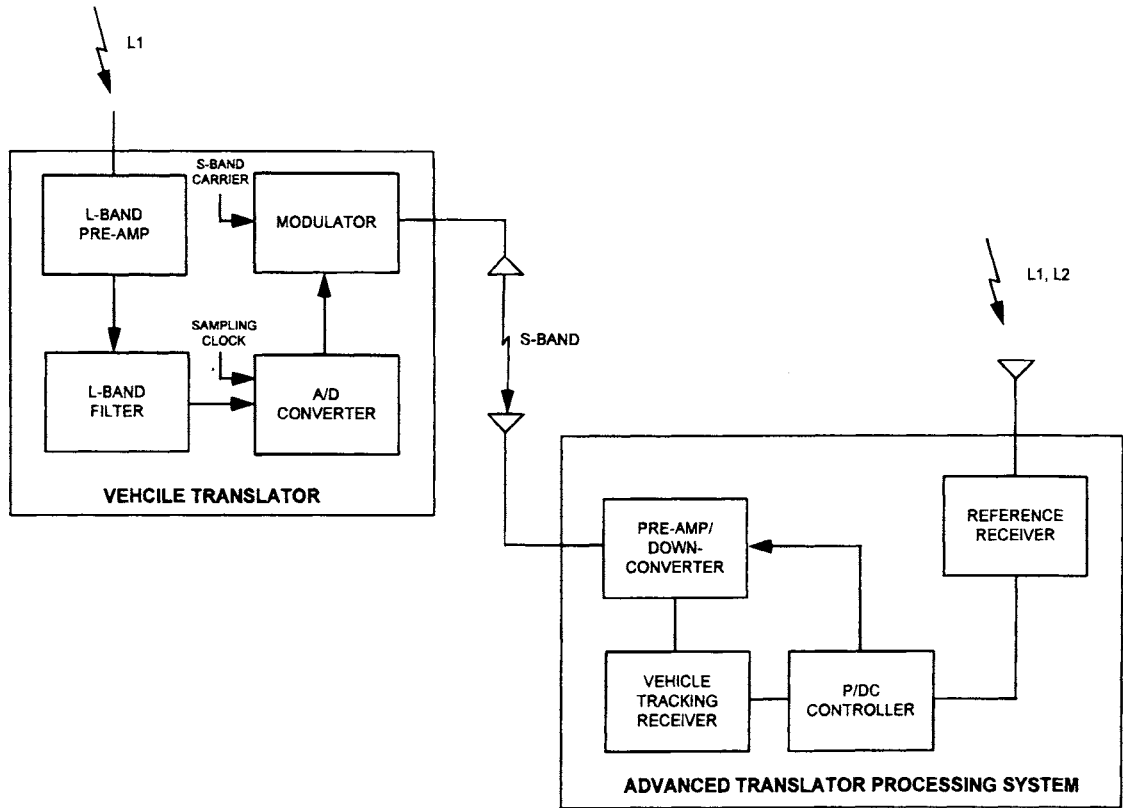 L1
S-BAND
CARRIER
L-BAND
PRE-AMP
MODULATOR
SAMPLING
CLOCK
L-BAND
FILTER
A/D
CONVERTER
VEHCILE TRANSLATOR
S-BAND
L1, L2
PRE-AMP/
DOWN-
CONVERTER
REFERENCE
RECEIVER
VEHICLE
TRACKING
RECEIVER
P/DC
CONTROLLER
ADVANCED TRANSLATOR PROCESSING SYSTEM